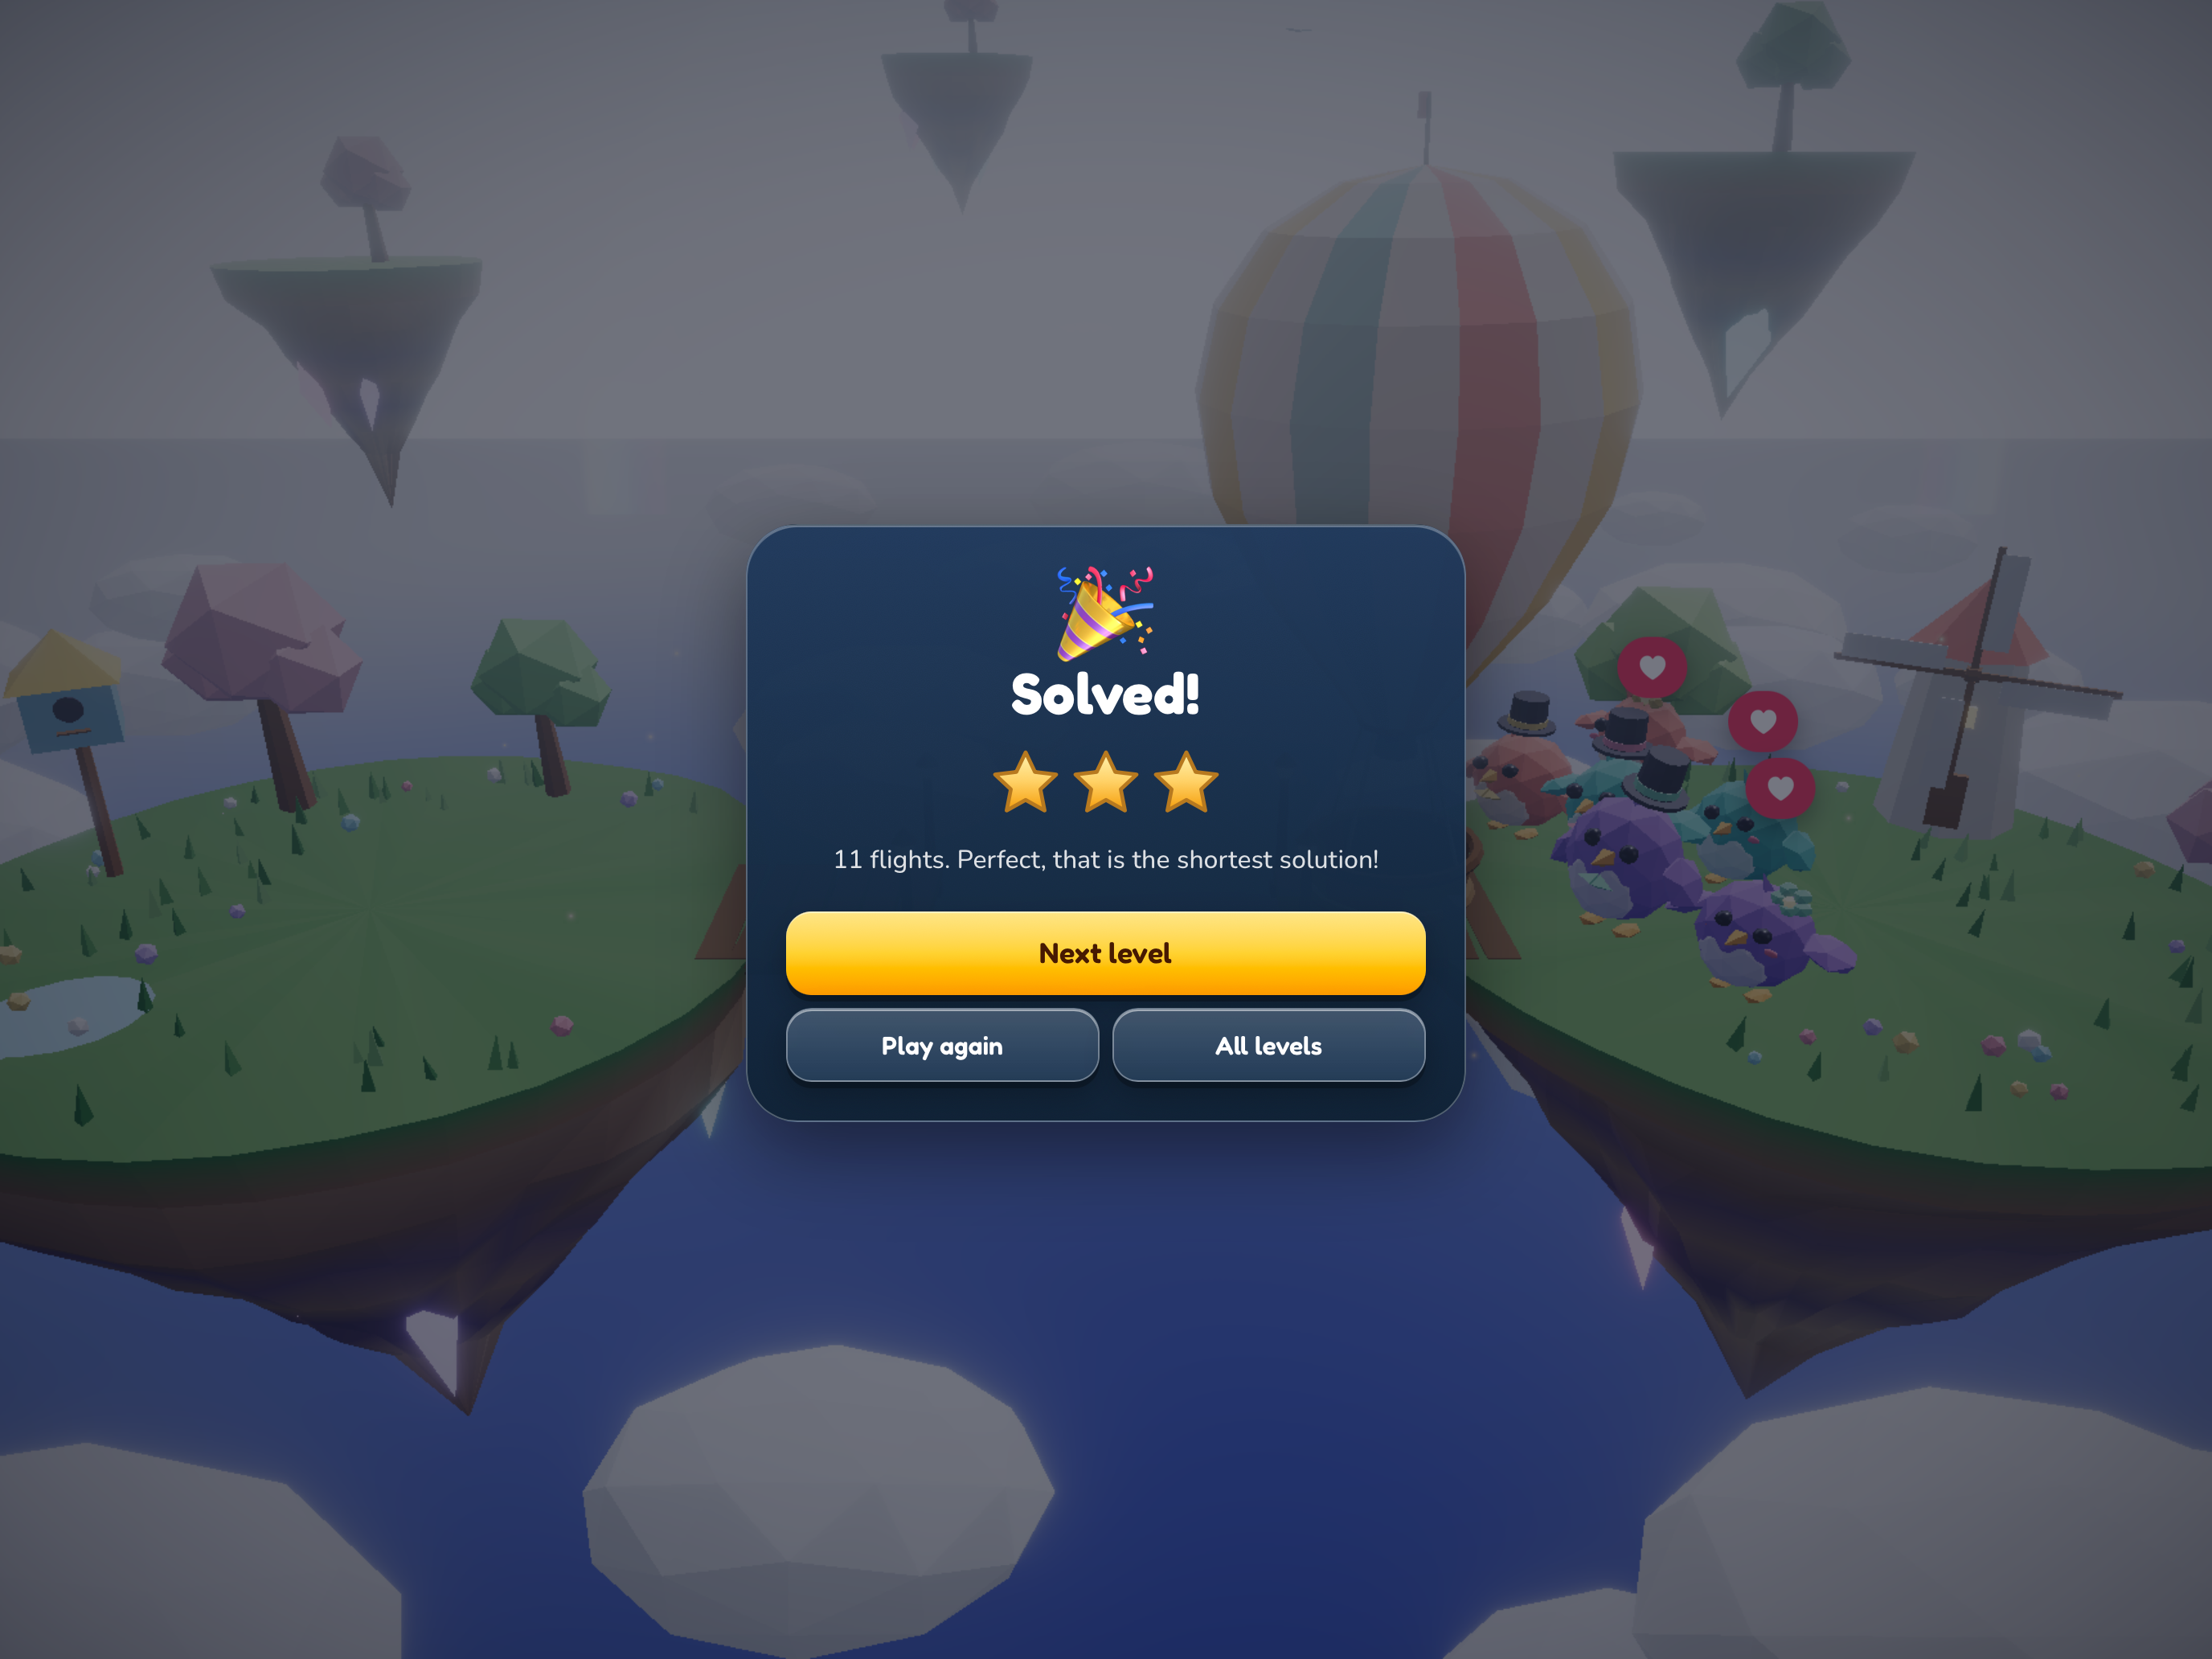 Solved!
11 flights. Perfect, that is the shortest solution!
Next level
Play again
All levels